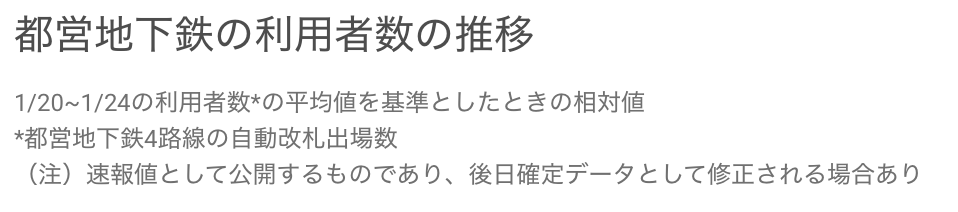 都営地下鉄の利用者数の推移
1/20~1/24の利用者数*の平均値を基準としたときの相対値
*都営地下鉄4路線の自動改札出場数
（注）速報値として公開するものであり、後日確定データとして修正される場合あり